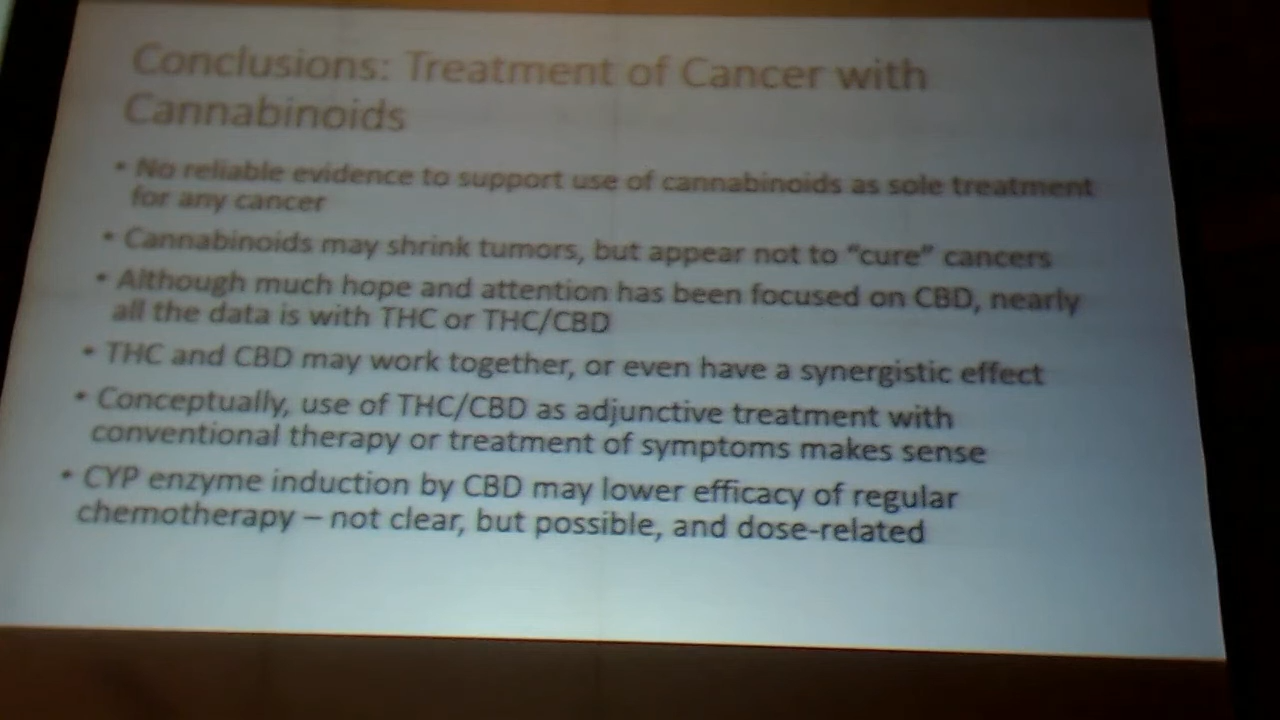 Conclusions: Treatment of Cancer with
Cannabinoids
• No reliable evidence to support use of cannabinoids as sole treatment
for any cancer
• Cannabinoids may shrink tumors, but appear not to “cure” cancers
• Although much hope and attention has been focused on CBD, nearly
all the data is with THC or THC/CBD
• THC and CBD may work together, or even have a synergistic effect
• Conceptually, use of THC/CBD as adjunctive treatment with
conventional therapy or treatment of symptoms makes sense
• CYP enzyme induction by CBD may lower efficacy of regular
chemotherapy – not clear, but possible, and dose-related